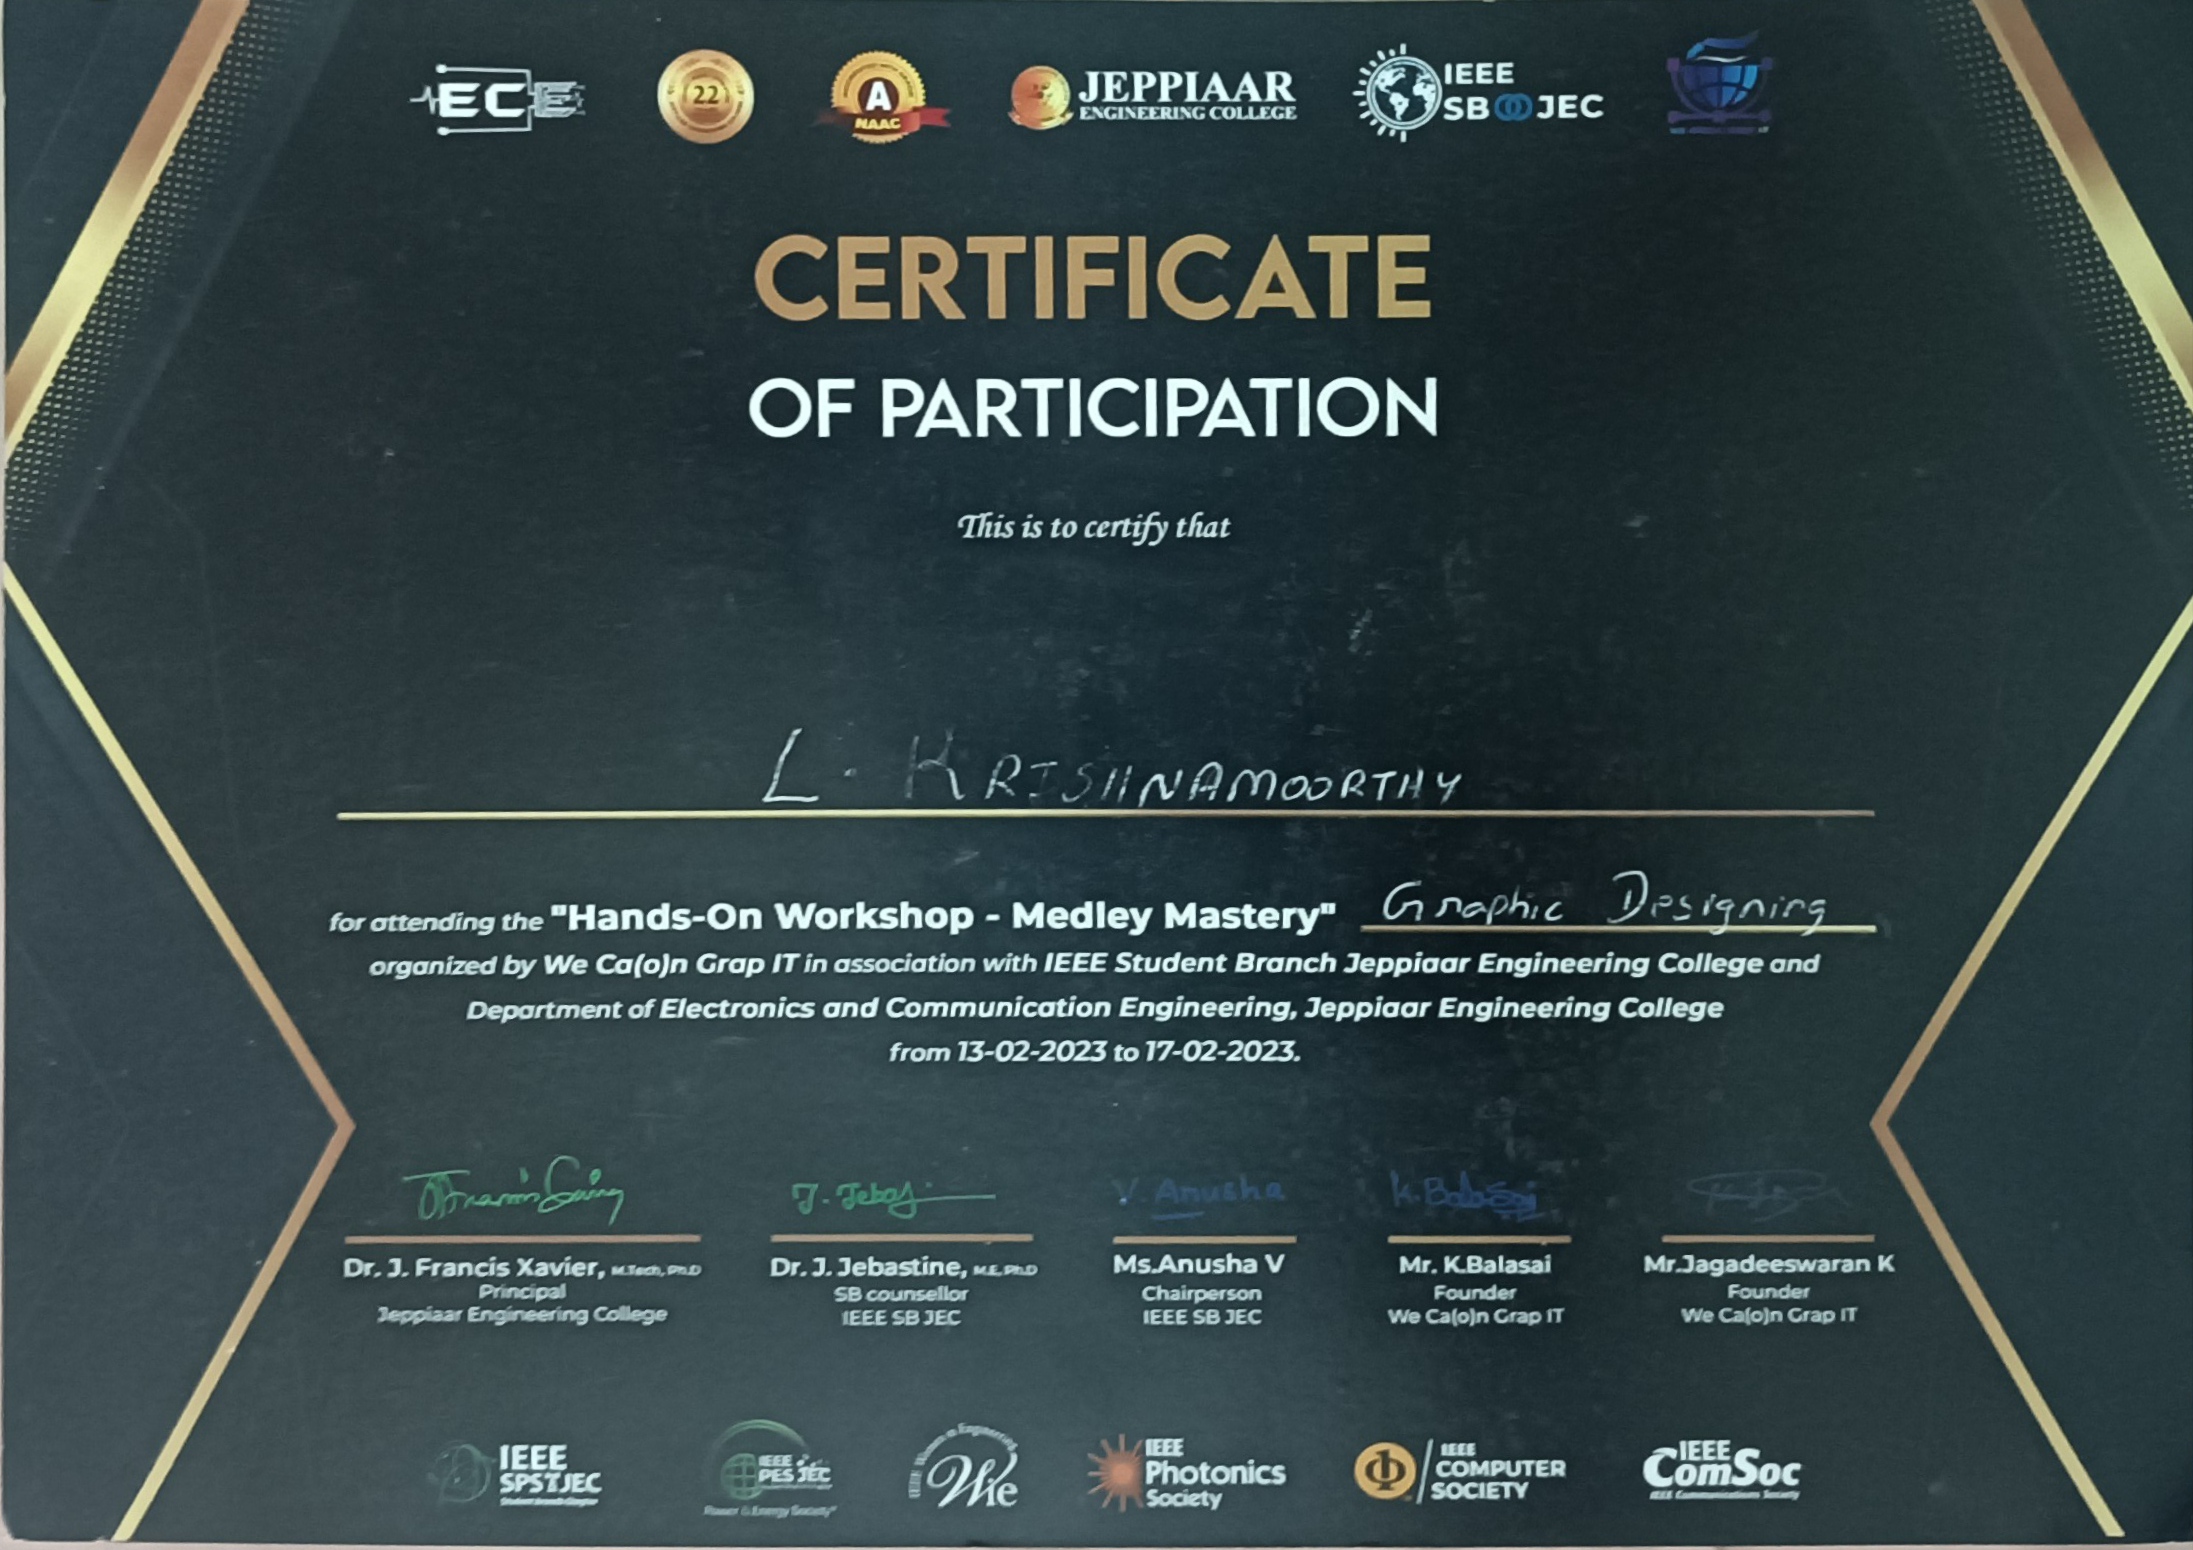 ECE
22
A
NAAC
JEPPIAAR
ENGINEERING COLLEGE
IEEE
SB JEC
CERTIFICATE
OF PARTICIPATION
This is to certify that
L. KRISHNAMOORTHY
for attending the "Hands-On Workshop - Medley Mastery" Graphic Designing
organized by We Ca(o)n Grap IT in association with IEEE Student Branch Jeppiaar Engineering College and
Department of Electronics and Communication Engineering, Jeppiaar Engineering College
from 13-02-2023 to 17-02-2023.
J. Jebas
V. Anusha
K. Balasai
Dr. J. Francis Xavier, M.Tech, Ph.D
Principal
Jeppiaar Engineering College
Dr. J. Jebastine, M.E, Ph.D
SB counsellor
IEEE SB JEC
Ms.Anusha V
Chairperson
IEEE SB JEC
Mr. K.Balasai
Founder
We Ca(o)n Grap IT
Mr.Jagadeeswaran K
Founder
We Ca(o)n Grap IT
IEEE
SPSTJEC
IEEE
PES JEC
Power & Energy Society
IEEE Women in Engineering
Wie
IEEE
Photonics
Society
IEEE
COMPUTER
SOCIETY
IEEE
ComSoc
IEEE Communications Society